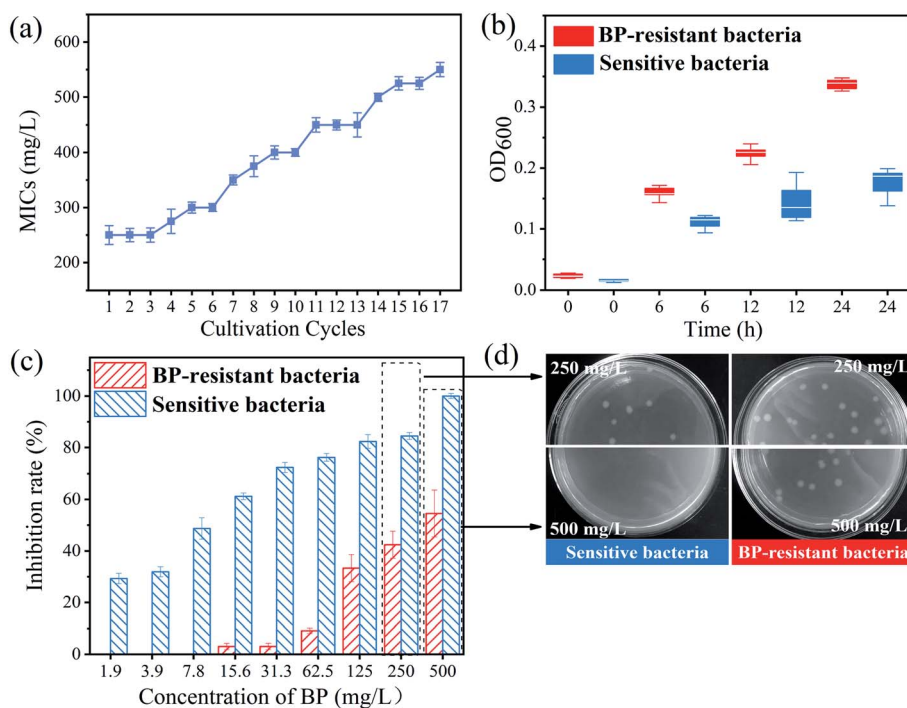 (a)
600
500
400
300
200
MICs (mg/L)
1 2 3 4 5 6 7 8 9 10 11 12 13 14 15 16 17
Cultivation Cycles
(b)
BP-resistant bacteria
Sensitive bacteria
0.4
0.3
0.2
0.1
0.0
OD600
0 0 6 6 12 12 24 24
Time (h)
(c)
BP-resistant bacteria
Sensitive bacteria
100
80
60
40
20
0
Inhibition rate (%)
1.9 3.9 7.8 15.6 31.3 62.5 125 250 500
Concentration of BP (mg/L)
(d)
250 mg/L 250 mg/L
500 mg/L 500 mg/L
Sensitive bacteria BP-resistant bacteria